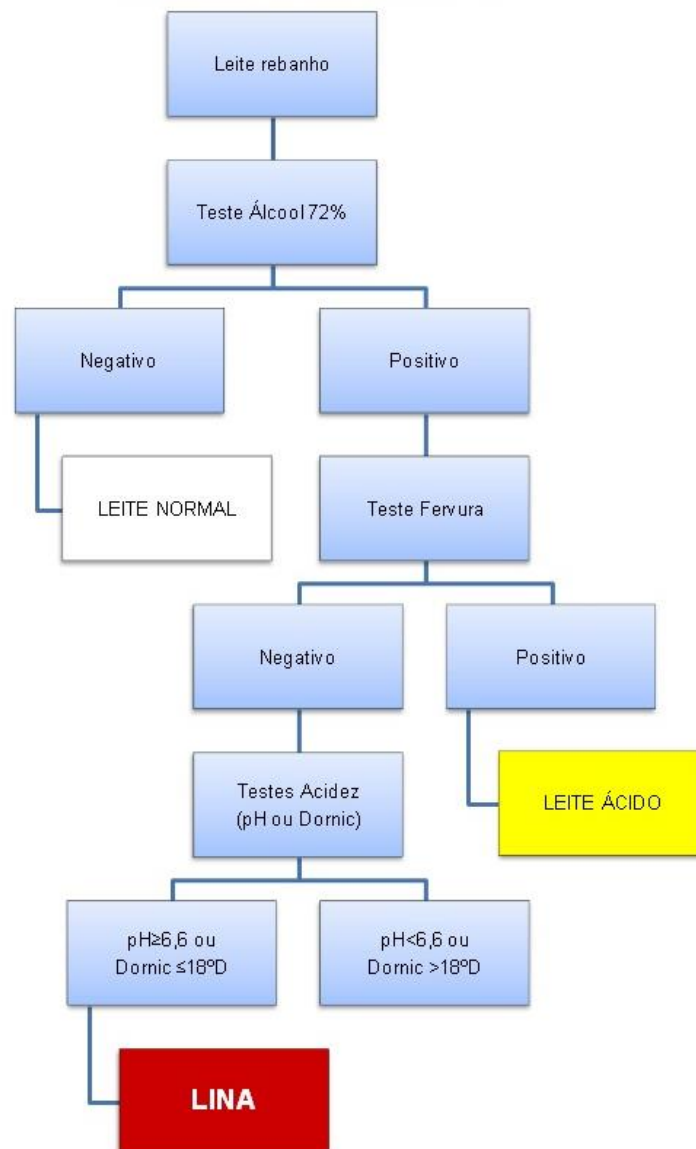 Leite rebanho
Teste Álcool 72%
Negativo
Positivo
LEITE NORMAL
Teste Fervura
Negativo
Positivo
Testes Acidez
(pH ou Dornic)
LEITE ÁCIDO
pH≥6,6 ou
Dornic ≤18ºD
pH<6,6 ou
Dornic >18ºD
LINA